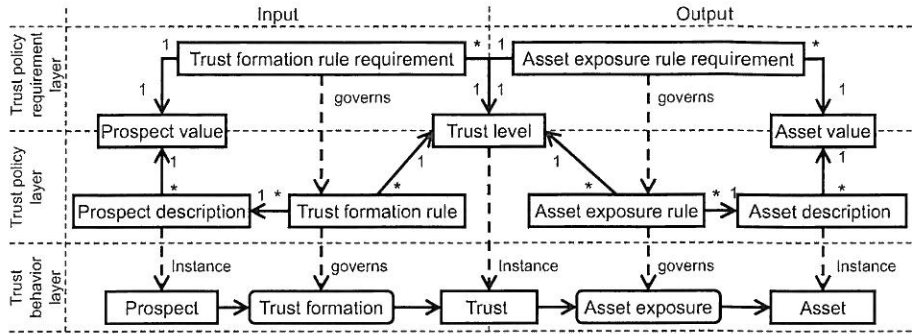 Input
Output
Trust policy
requirement
layer
1
Trust formation rule requirement
*
1
Asset exposure rule requirement
*
1
governs
1
1
governs
1
Prospect value
Trust level
Asset value
Trust policy
layer
1
*
1
*
1
*
*
1
1
*
Prospect description
1
*
Trust formation rule
Asset exposure rule
Asset description
Trust
behavior
layer
Instance
governs
Instance
governs
Instance
Prospect
Trust formation
Trust
Asset exposure
Asset